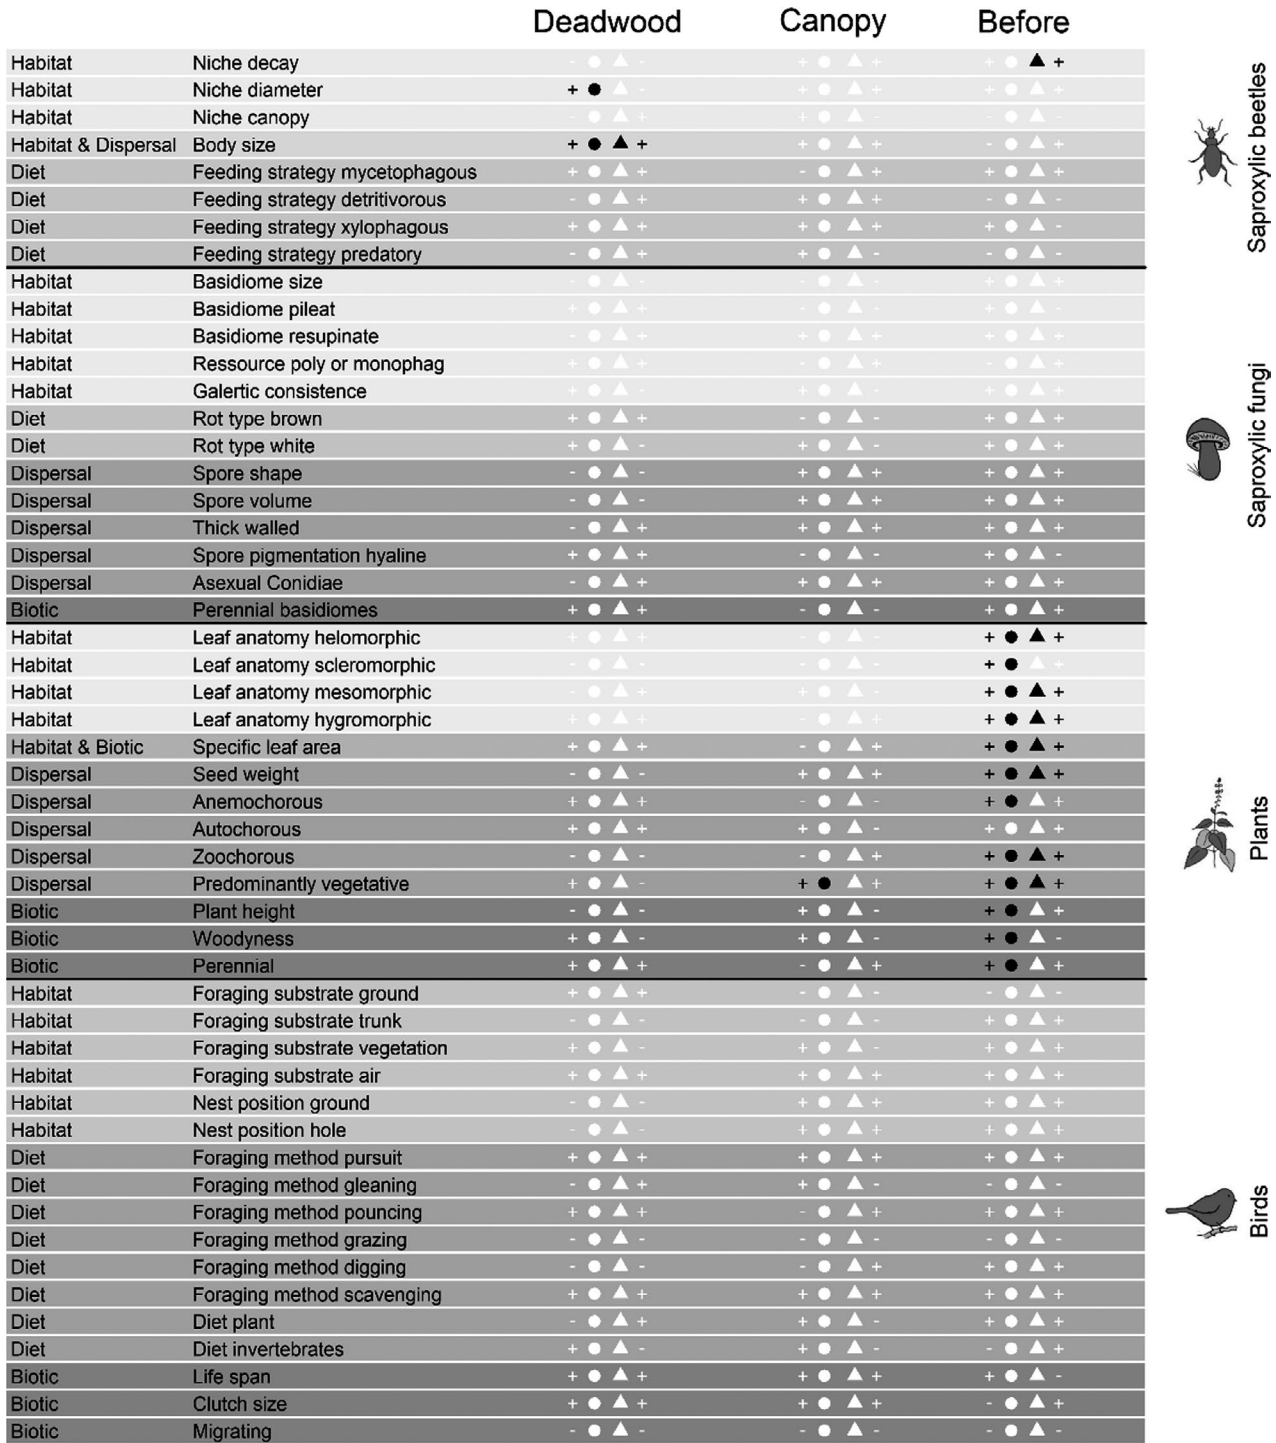 Deadwood Canopy Before
Habitat Niche decay
Habitat Niche diameter
Habitat Niche canopy
Habitat & Dispersal Body size
Diet Feeding strategy mycetophagous
Diet Feeding strategy detritivorous
Diet Feeding strategy xylophagous
Diet Feeding strategy predatory
Saproxylic beetles
Habitat Basidiome size
Habitat Basidiome pileat
Habitat Basidiome resupinate
Habitat Ressource poly or monophag
Habitat Galertic consistence
Diet Rot type brown
Diet Rot type white
Dispersal Spore shape
Dispersal Spore volume
Dispersal Thick walled
Dispersal Spore pigmentation hyaline
Dispersal Asexual Conidiae
Biotic Perennial basidiomes
Saproxylic fungi
Habitat Leaf anatomy helomorphic
Habitat Leaf anatomy scleromorphic
Habitat Leaf anatomy mesomorphic
Habitat Leaf anatomy hygromorphic
Habitat & Biotic Specific leaf area
Dispersal Seed weight
Dispersal Anemochorous
Dispersal Autochorous
Dispersal Zoochorous
Dispersal Predominantly vegetative
Biotic Plant height
Biotic Woodyness
Biotic Perennial
Plants
Habitat Foraging substrate ground
Habitat Foraging substrate trunk
Habitat Foraging substrate vegetation
Habitat Foraging substrate air
Habitat Nest position ground
Habitat Nest position hole
Diet Foraging method pursuit
Diet Foraging method gleaning
Diet Foraging method pouncing
Diet Foraging method grazing
Diet Foraging method digging
Diet Foraging method scavenging
Diet Diet plant
Diet Diet invertebrates
Biotic Life span
Biotic Clutch size
Biotic Migrating
Birds